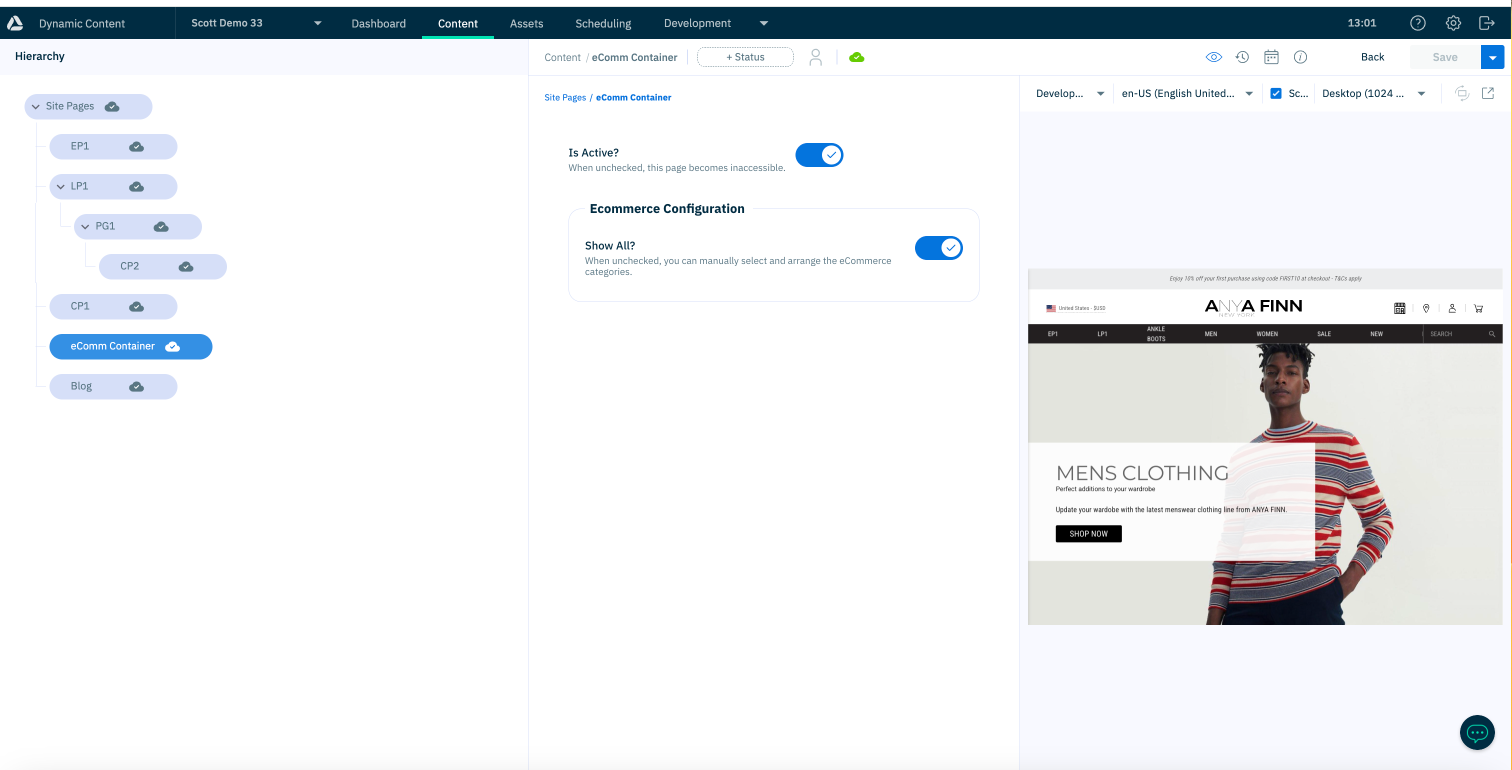 Dynamic Content
Scott Demo 33
Dashboard
Content
Assets
Scheduling
Development
13:01
Hierarchy
Content / eComm Container
+ Status
Back
Save
Site Pages
EP1
LP1
PG1
CP2
CP1
eComm Container
Blog
Site Pages / eComm Container
Is Active?
When unchecked, this page becomes inaccessible.
Ecommerce Configuration
Show All?
When unchecked, you can manually select and arrange the eCommerce
categories.
Develop...
en-US (English United...
Sc...
Desktop (1024 ...
Enjoy 10% off your first purchase using code FIRST10 at checkout - T&Cs apply
United States - $USD
ANYA FINN
NEW YORK
EP1
LP1
ANKLE
BOOTS
MEN
WOMEN
SALE
NEW
SEARCH
MENS CLOTHING
Perfect additions to your wardrobe
Update your wardobe with the latest menswear clothing line from ANYA FINN.
SHOP NOW